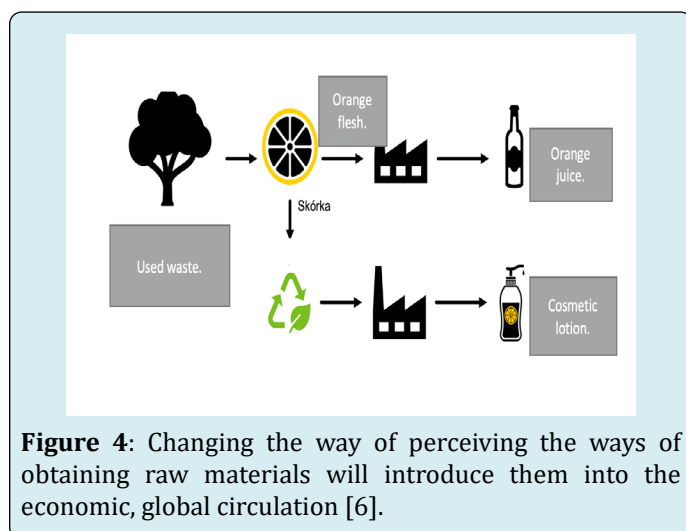 Orange
flesh.
Orange
juice.
Skórka
Used waste.
Cosmetic
lotion.
Figure 4: Changing the way of perceiving the ways of
obtaining raw materials will introduce them into the
economic, global circulation [6].